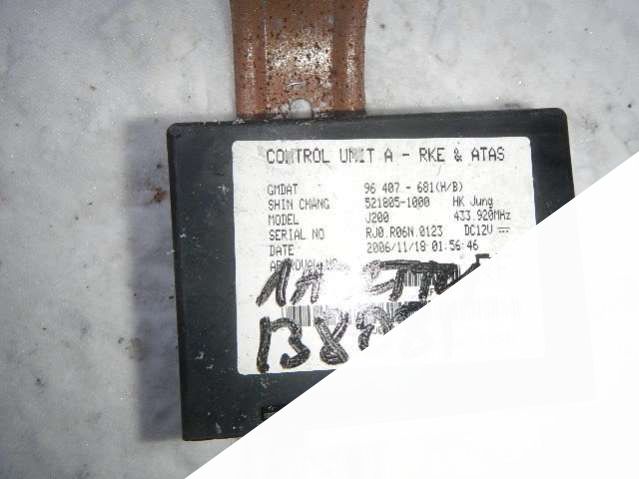 CONTROL UNIT A - RKE & ATAS
GMDAT 96 407 - 681(H/B)
SHIN CHANG 521805-1000 HK Jung
MODEL J200 433.920MHz
SERIAL NO RJ0.R06N.0123 DC12V
DATE 2006/11/18 01:56:46